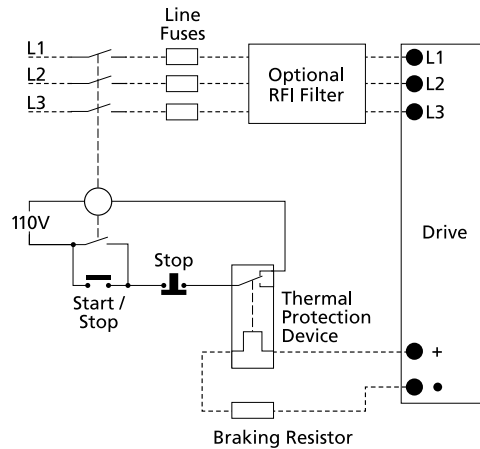 Line
Fuses
L1
L2
L3
Optional
RFI Filter
L1
L2
L3
110V
Drive
Stop
Start /
Stop
Thermal
Protection
Device
+
Braking Resistor